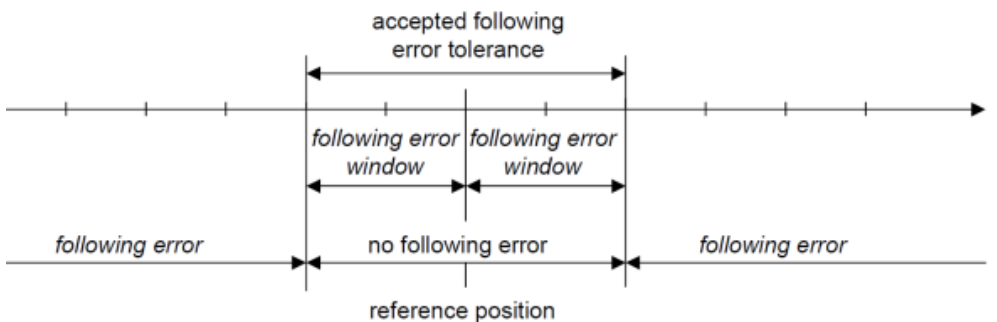 accepted following
error tolerance
following error following error
window window
following error no following error following error
reference position